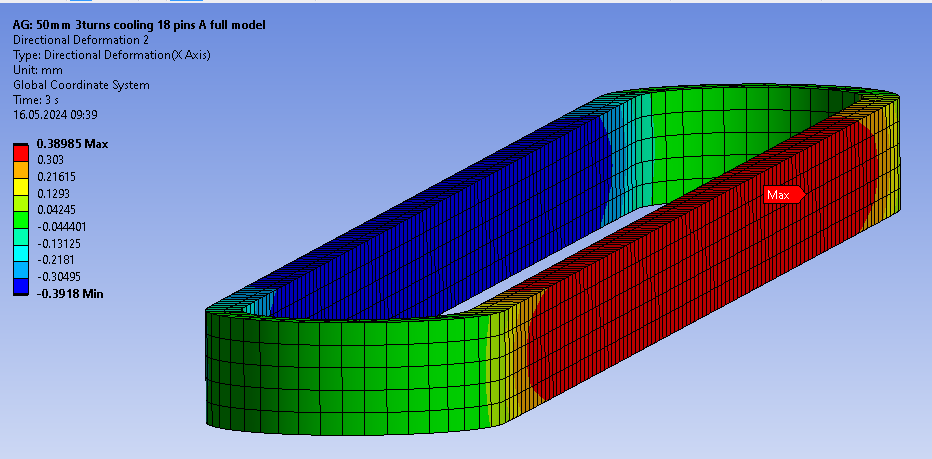 AG: 50mm 3turns cooling 18 pins A full model
Directional Deformation 2
Type: Directional Deformation(X Axis)
Unit: mm
Global Coordinate System
Time: 3 s
16.05.2024 09:39
0.38985 Max
0.303
0.21615
0.1293
0.04245
-0.044401
-0.13125
-0.2181
-0.30495
-0.3918 Min
Max